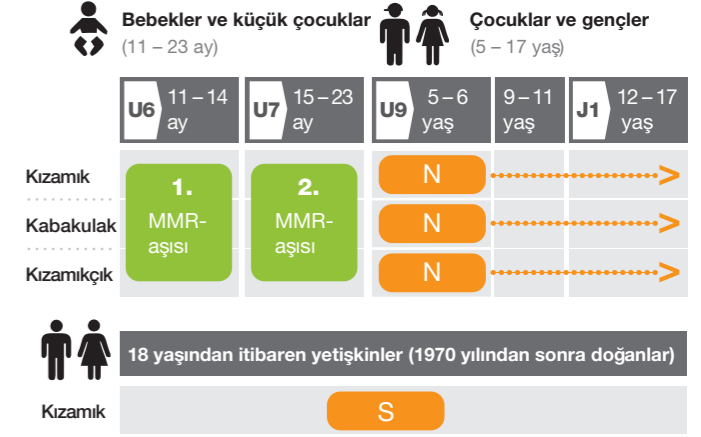 Bebekler ve küçük çocuklar
(11 – 23 ay)
Çocuklar ve gençler
(5 – 17 yaş)
U6 11 – 14 ay
U7 15 – 23 ay
U9 5 – 6 yaş
9 – 11 yaş
J1 12 – 17 yaş
Kızamık
Kabakulak
Kızamıkçık
1.
MMR-
aşısı
2.
MMR-
aşısı
N
N
N
18 yaşından itibaren yetişkinler (1970 yılından sonra doğanlar)
Kızamık
S